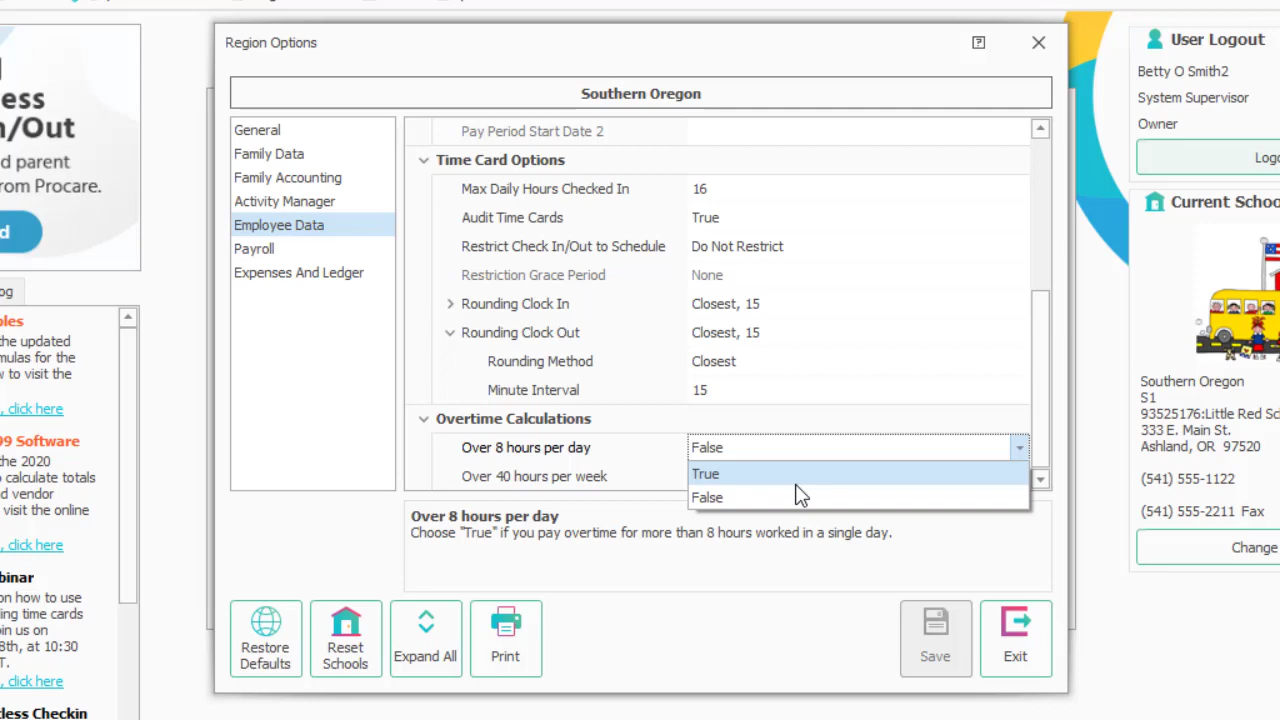 ess
n/Out
d parent
rom Procare.
d
og
ples
the updated
mulas for the
w to visit the
, click here
99 Software
the 2020
o calculate totals
d vendor
visit the online
, click here
binar
on how to use
ing time cards
oin us on
8th, at 10:30
T.
, click here
tless Checkin
Region Options
Southern Oregon
General
Family Data
Family Accounting
Activity Manager
Employee Data
Payroll
Expenses And Ledger
Pay Period Start Date 2
Time Card Options
Max Daily Hours Checked In 16
Audit Time Cards True
Restrict Check In/Out to Schedule Do Not Restrict
Restriction Grace Period None
Rounding Clock In Closest, 15
Rounding Clock Out Closest, 15
Rounding Method Closest
Minute Interval 15
Overtime Calculations
Over 8 hours per day False
True
Over 40 hours per week
False
Over 8 hours per day
Choose "True" if you pay overtime for more than 8 hours worked in a single day.
Restore Defaults
Reset Schools
Expand All
Print
Save
Exit
User Logout
Betty O Smith2
System Supervisor
Owner
Logo
Current Schoo
Southern Oregon
S1
93525176:Little Red Sc
333 E. Main St.
Ashland, OR 97520
(541) 555-1122
(541) 555-2211 Fax
Change